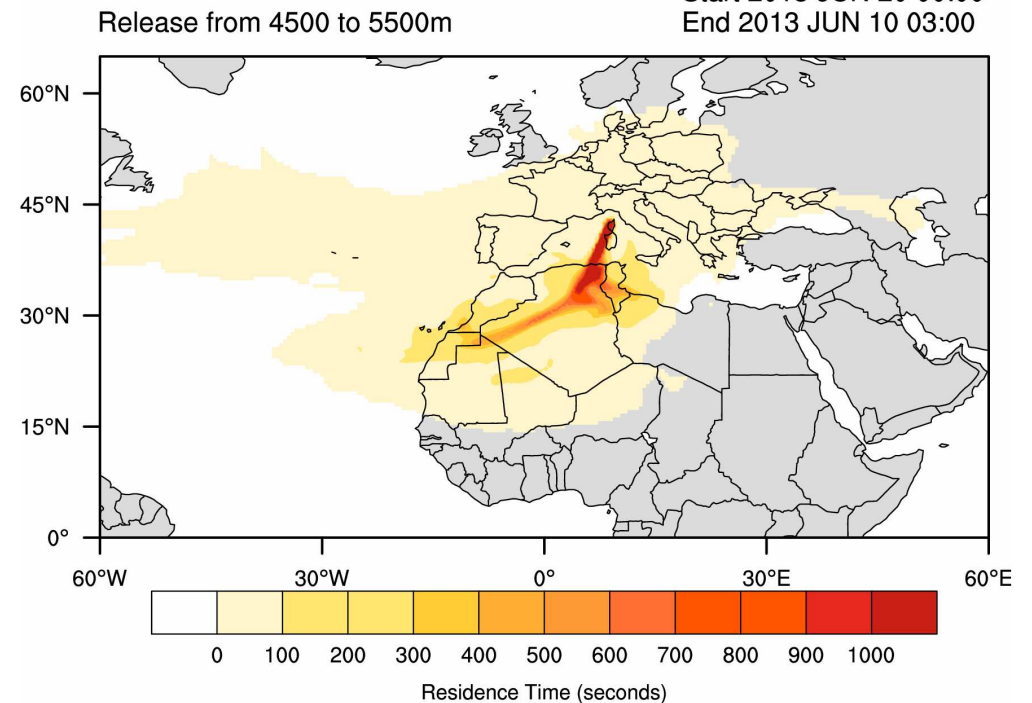 Release from 4500 to 5500m
End 2013 JUN 10 03:00
60°N
45°N
30°N
15°N
0°
60°W 30°W 0° 30°E 60°E
0 100 200 300 400 500 600 700 800 900 1000
Residence Time (seconds)